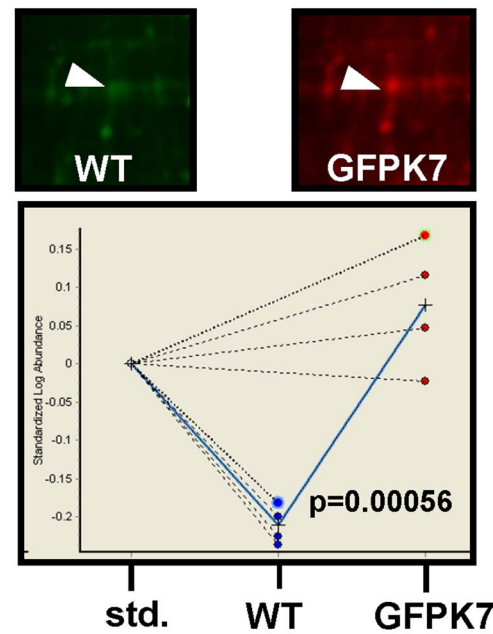 WT
GFPK7
Standardized Log Abundance
0.15
0.1
0.05
0
-0.05
-0.1
-0.15
-0.2
p=0.00056
std.
WT
GFPK7